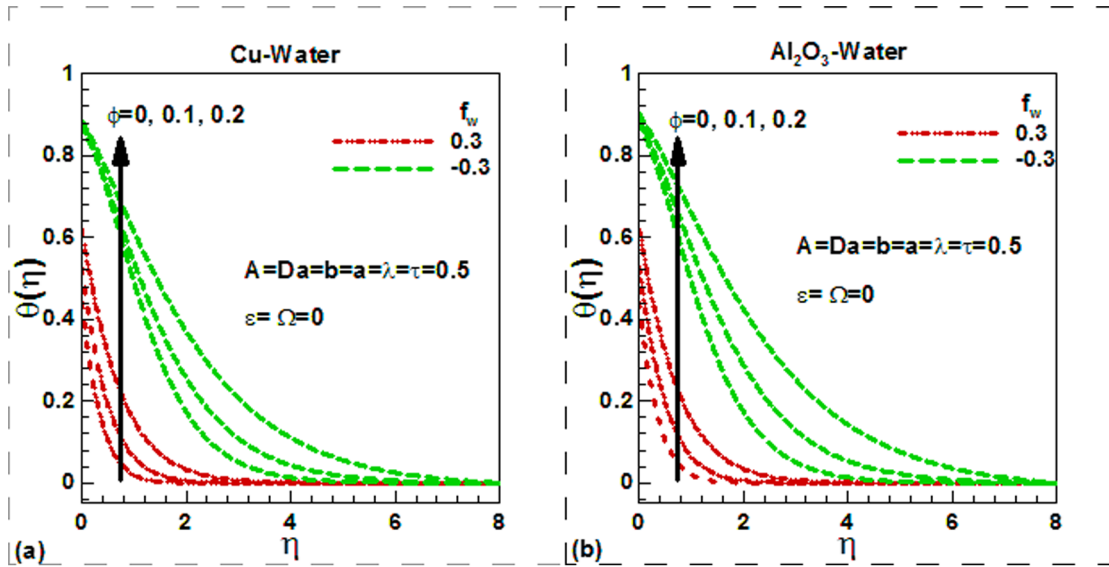 Cu-Water
1
ϕ=0, 0.1, 0.2
f_w
0.3
-0.3
0.8
0.6
A=Da=b=a=λ=τ=0.5
ε= Ω=0
θ(η)
0.4
0.2
0
0 2 4 6 8
(a) η
Al₂O₃-Water
1
ϕ=0, 0.1, 0.2
f_w
0.3
-0.3
0.8
0.6
A=Da=b=a=λ=τ=0.5
ε= Ω=0
θ(η)
0.4
0.2
0
0 2 4 6 8
(b) η